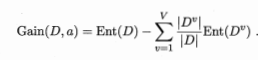 Gain(D, a) = Ent(D) − ∑_{v=1}^{V} |D^v|/|D| Ent(D^v) .